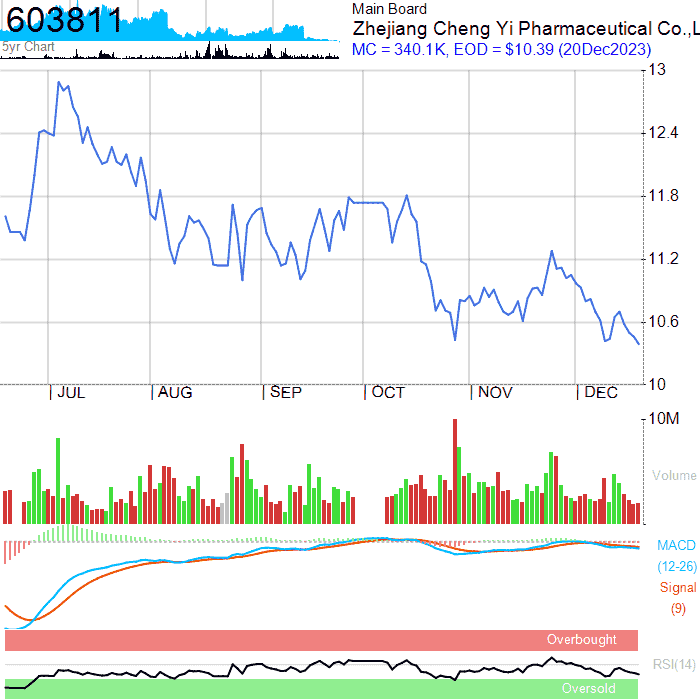 603811
5yr Chart
Main Board
Zhejiang Cheng Yi Pharmaceutical Co.,L
MC = 340.1K, EOD = $10.39 (20Dec2023)
13
12.4
11.8
11.2
10.6
10
JUL AUG SEP OCT NOV DEC
10M
Volume
MACD
(12-26)
Signal
(9)
Overbought
RSI(14)
Oversold